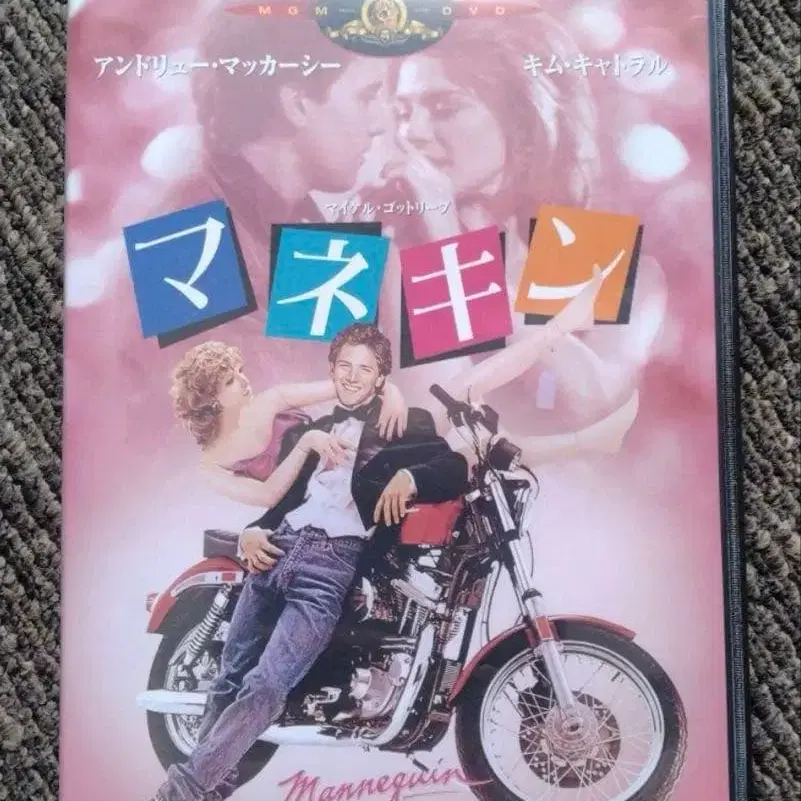 MGM DVD
アンドリュー・マッカーシー キム・キャトラル
マイケル・ゴットリーブ
マネキン
Mannequin